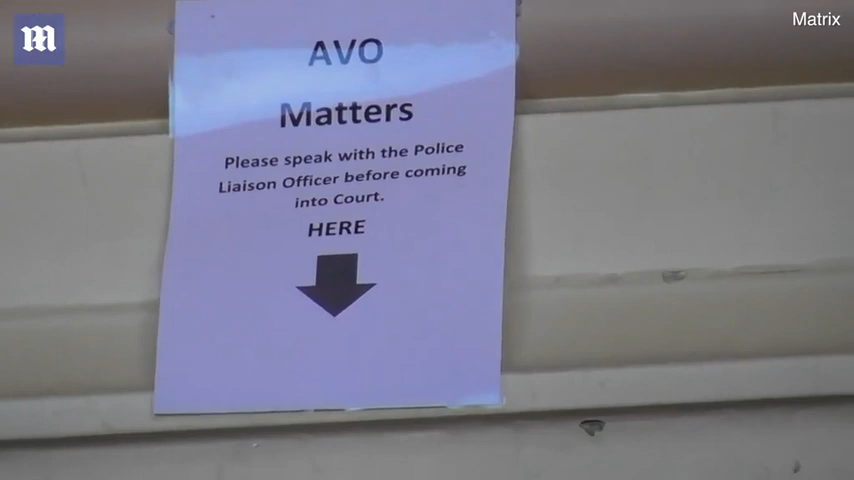 Matrix
AVO
Matters
Please speak with the Police
Liaison Officer before coming
into Court.
HERE